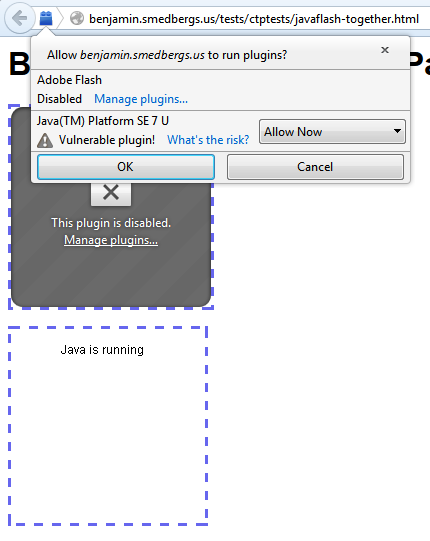 benjamin.smedbergs.us/tests/ctptests/javaflash-together.html
Allow benjamin.smedbergs.us to run plugins?
Adobe Flash
Disabled Manage plugins...
Java(TM) Platform SE 7 U
Vulnerable plugin! What's the risk? Allow Now
OK Cancel
This plugin is disabled.
Manage plugins...
Java is running